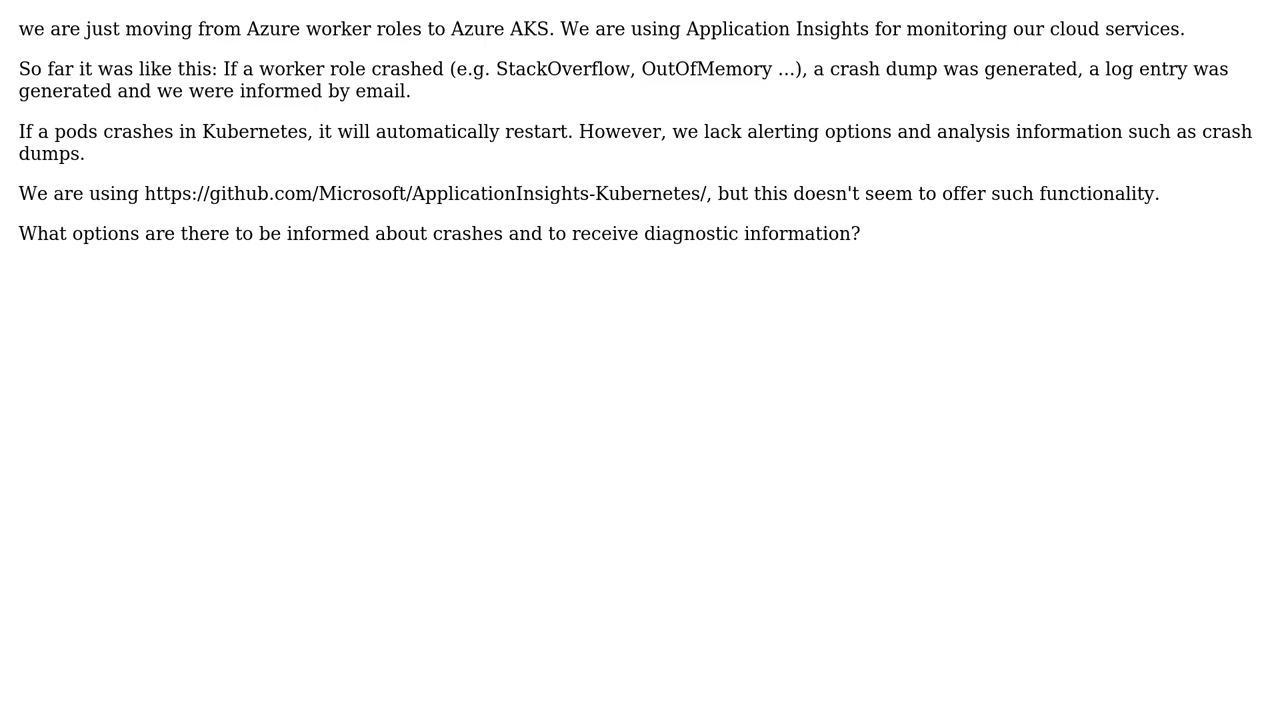 we are just moving from Azure worker roles to Azure AKS. We are using Application Insights for monitoring our cloud services.
So far it was like this: If a worker role crashed (e.g. StackOverflow, OutOfMemory ...), a crash dump was generated, a log entry was
generated and we were informed by email.
If a pods crashes in Kubernetes, it will automatically restart. However, we lack alerting options and analysis information such as crash
dumps.
We are using https://github.com/Microsoft/ApplicationInsights-Kubernetes/, but this doesn't seem to offer such functionality.
What options are there to be informed about crashes and to receive diagnostic information?